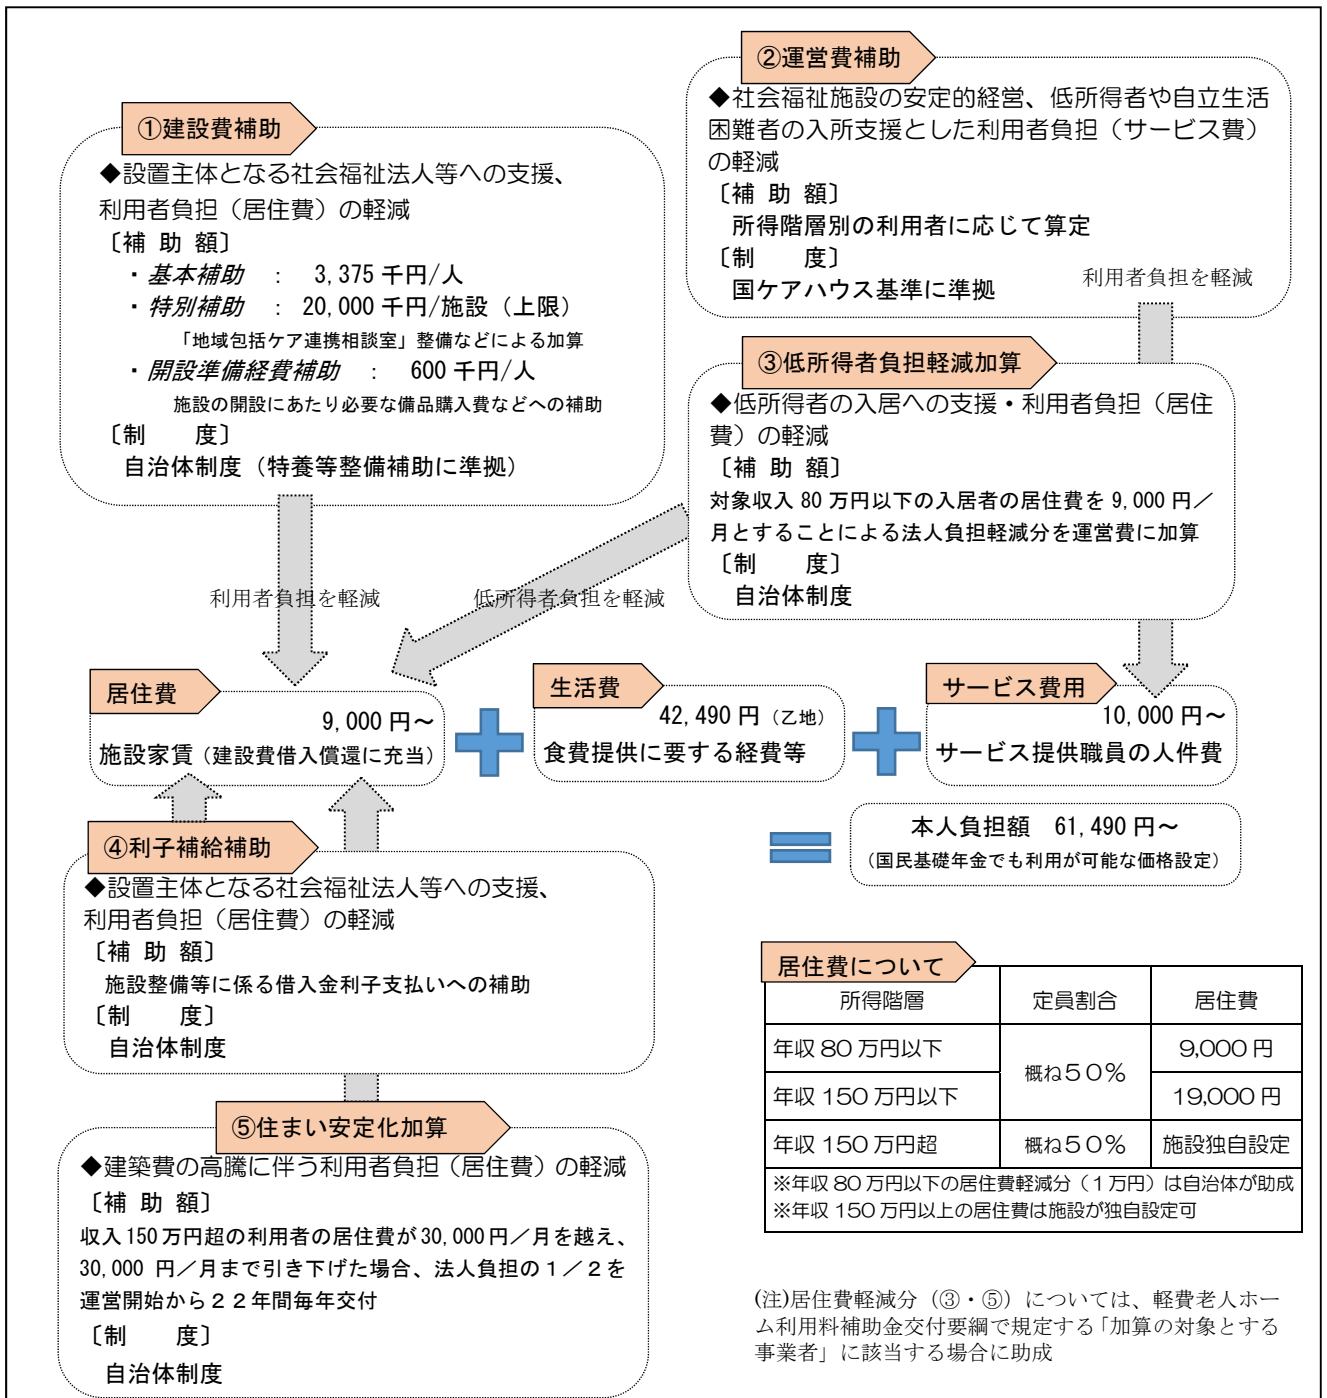 ①建設費補助
◆設置主体となる社会福祉法人等への支援、
利用者負担（居住費）の軽減
〔補 助 額〕
・基本補助 ： 3,375 千円/人
・特別補助 ： 20,000 千円/施設（上限）
「地域包括ケア連携相談室」整備などによる加算
・開設準備経費補助 ： 600 千円/人
施設の開設にあたり必要な備品購入費などへの補助
〔制　　度〕
自治体制度（特養等整備補助に準拠）
②運営費補助
◆社会福祉施設の安定的経営、低所得者や自立生活
困難者の入所支援とした利用者負担（サービス費）
の軽減
〔補 助 額〕
所得階層別の利用者に応じて算定
〔制　　度〕
国ケアハウス基準に準拠
利用者負担を軽減
③低所得者負担軽減加算
◆低所得者の入居への支援・利用者負担（居住
費）の軽減
〔補 助 額〕
対象収入 80 万円以下の入居者の居住費を 9,000 円／
月とすることによる法人負担軽減分を運営費に加算
〔制　　度〕
自治体制度
利用者負担を軽減
低所得者負担を軽減
居住費
9,000 円～
施設家賃（建設費借入償還に充当）
生活費
42,490 円（乙地）
食費提供に要する経費等
サービス費用
10,000 円～
サービス提供職員の人件費
本人負担額　61,490 円～
（国民基礎年金でも利用が可能な価格設定）
④利子補給補助
◆設置主体となる社会福祉法人等への支援、
利用者負担（居住費）の軽減
〔補 助 額〕
施設整備等に係る借入金利子支払いへの補助
〔制　　度〕
自治体制度
⑤住まい安定化加算
◆建築費の高騰に伴う利用者負担（居住費）の軽減
〔補 助 額〕
収入 150 万円超の利用者の居住費が 30,000 円／月を越え、
30,000 円／月まで引き下げた場合、法人負担の１／２を
運営開始から２２年間毎年交付
〔制　　度〕
自治体制度
居住費について
所得階層　定員割合　居住費
年収 80 万円以下　概ね５０％　9,000 円
年収 150 万円以下　19,000 円
年収 150 万円超　概ね５０％　施設独自設定
※年収 80 万円以下の居住費軽減分（１万円）は自治体が助成
※年収 150 万円以上の居住費は施設が独自設定可
(注)居住費軽減分（③・⑤）については、軽費老人ホー
ム利用料補助金交付要綱で規定する「加算の対象とする
事業者」に該当する場合に助成